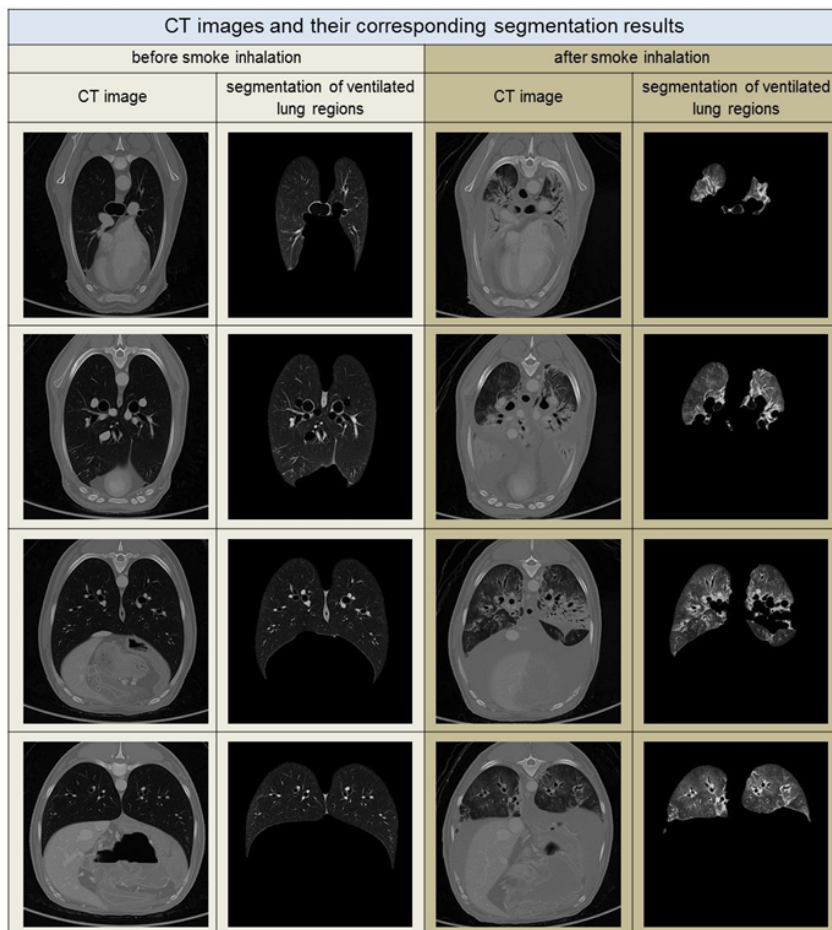 CT images and their corresponding segmentation results
before smoke inhalation
after smoke inhalation
CT image
segmentation of ventilated
lung regions
CT image
segmentation of ventilated
lung regions